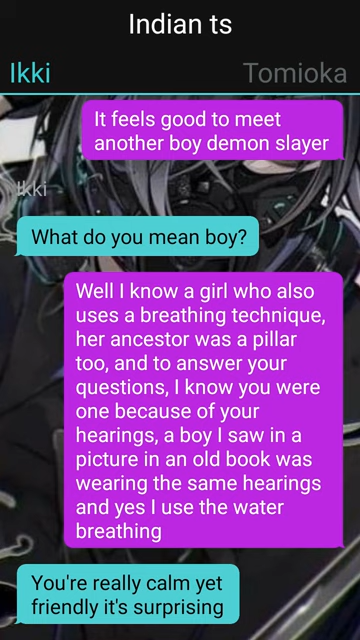 Indian ts
Ikki Tomioka
It feels good to meet
another boy demon slayer
Ikki
What do you mean boy?
Well I know a girl who also
uses a breathing technique,
her ancestor was a pillar
too, and to answer your
questions, I know you were
one because of your
hearings, a boy I saw in a
picture in an old book was
wearing the same hearings
and yes I use the water
breathing
You're really calm yet
friendly it's surprising